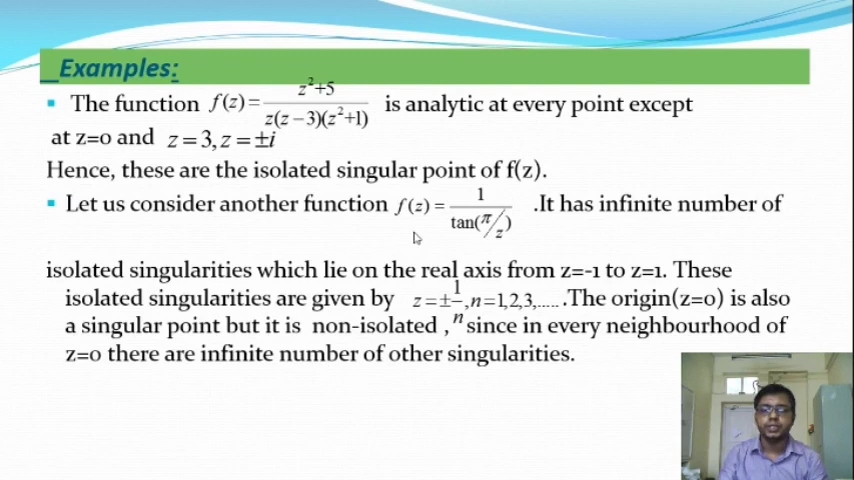 Examples:
▪ The function f(z) = (z²+5) / (z(z−3)(z²+1)) is analytic at every point except
at z=0 and z = 3, z = ±i
Hence, these are the isolated singular point of f(z).
▪ Let us consider another function f(z) = 1 / tan(π/z) .It has infinite number of
isolated singularities which lie on the real axis from z=-1 to z=1. These
isolated singularities are given by z = ±1/n, n = 1,2,3,..... .The origin(z=0) is also
a singular point but it is non-isolated , since in every neighbourhood of
z=0 there are infinite number of other singularities.